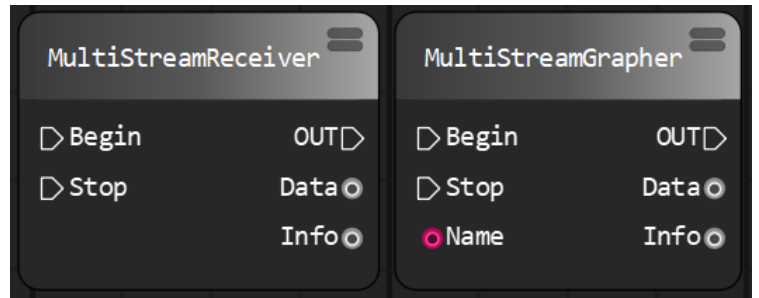 MultiStreamReceiver
Begin OUT
Stop Data
Info
MultiStreamGrapher
Begin OUT
Stop Data
Name Info